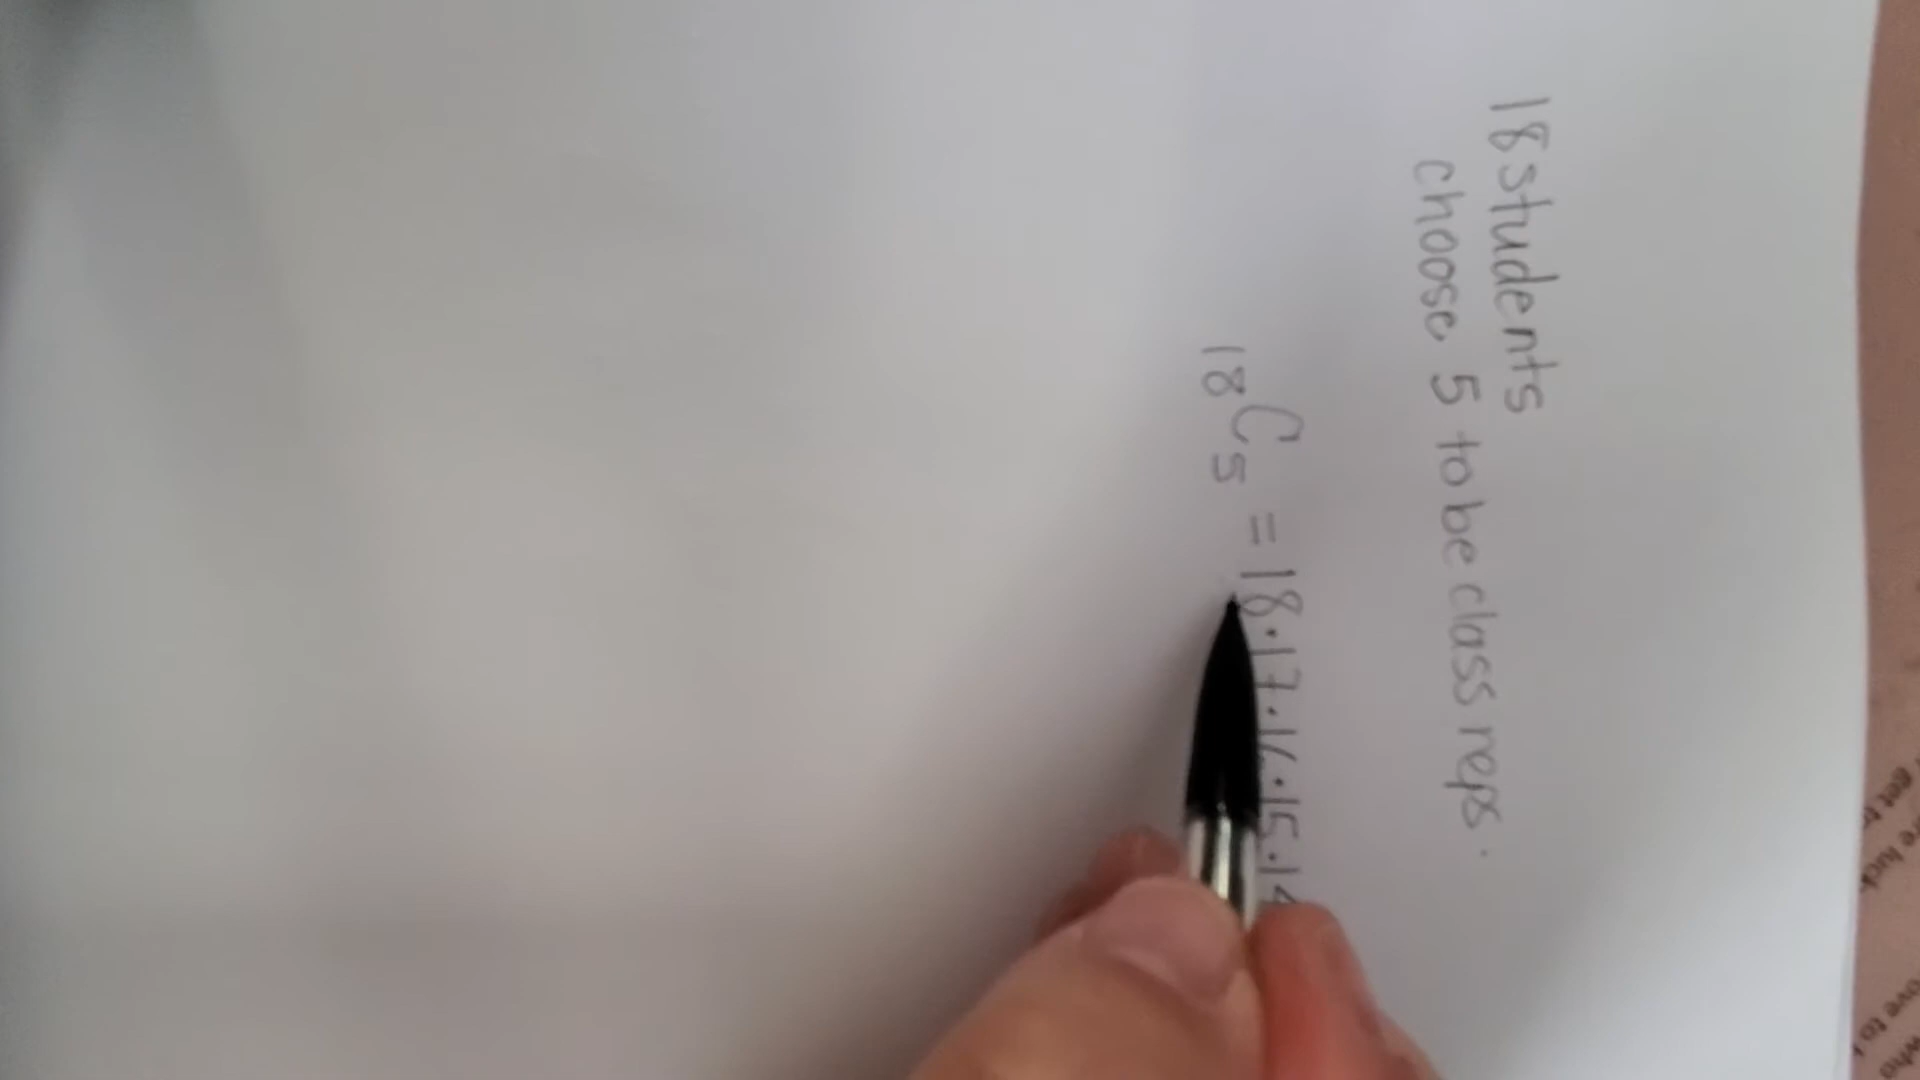 18 students
choose 5 to be class reps.
18C5 = 18.17.16.15.14